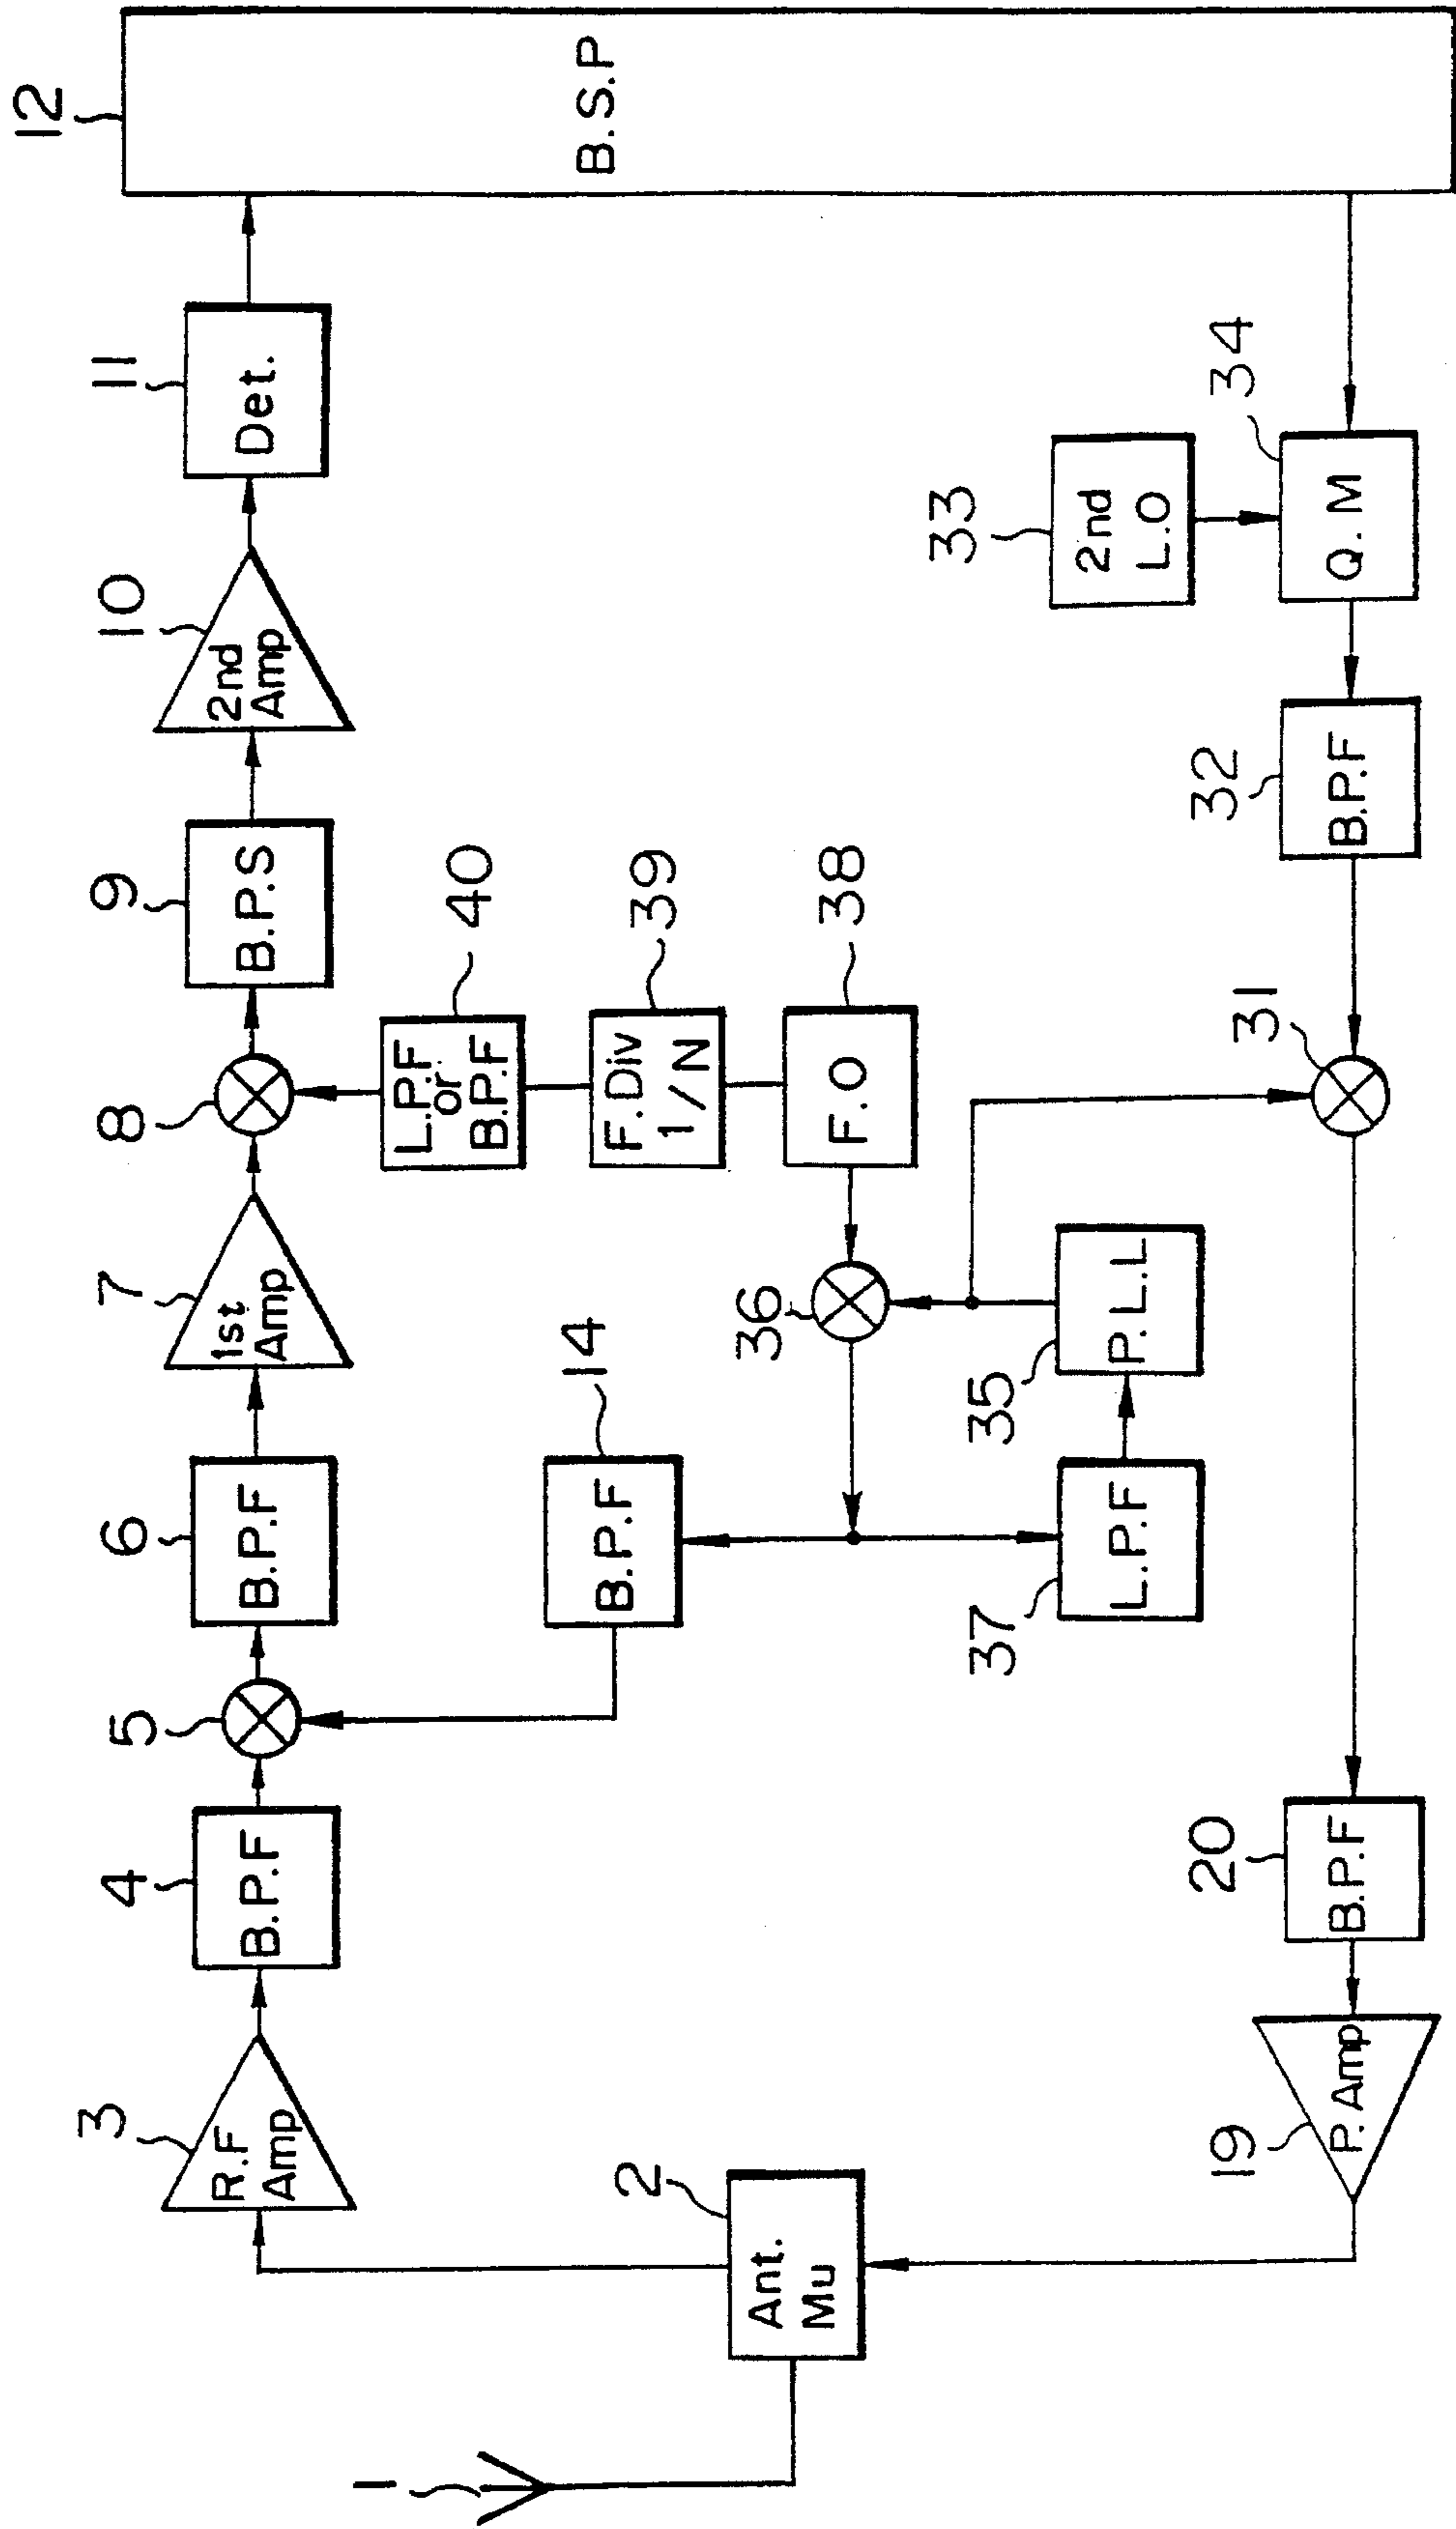 1
2
Ant.
Mu
3
R.F
Amp
4
B.P.F
5
6
B.P.F
7
1st
Amp
8
9
B.P.S
10
2nd
Amp
11
Det.
12
B.S.P
14
B.P.F
40
L.P.F
or
B.P.F
39
F.Div
1/N
38
F.O
36
35
P.L.L
37
L.P.F
33
2nd
L.O
34
Q.M
32
B.P.F
31
20
B.P.F
19
P.Amp